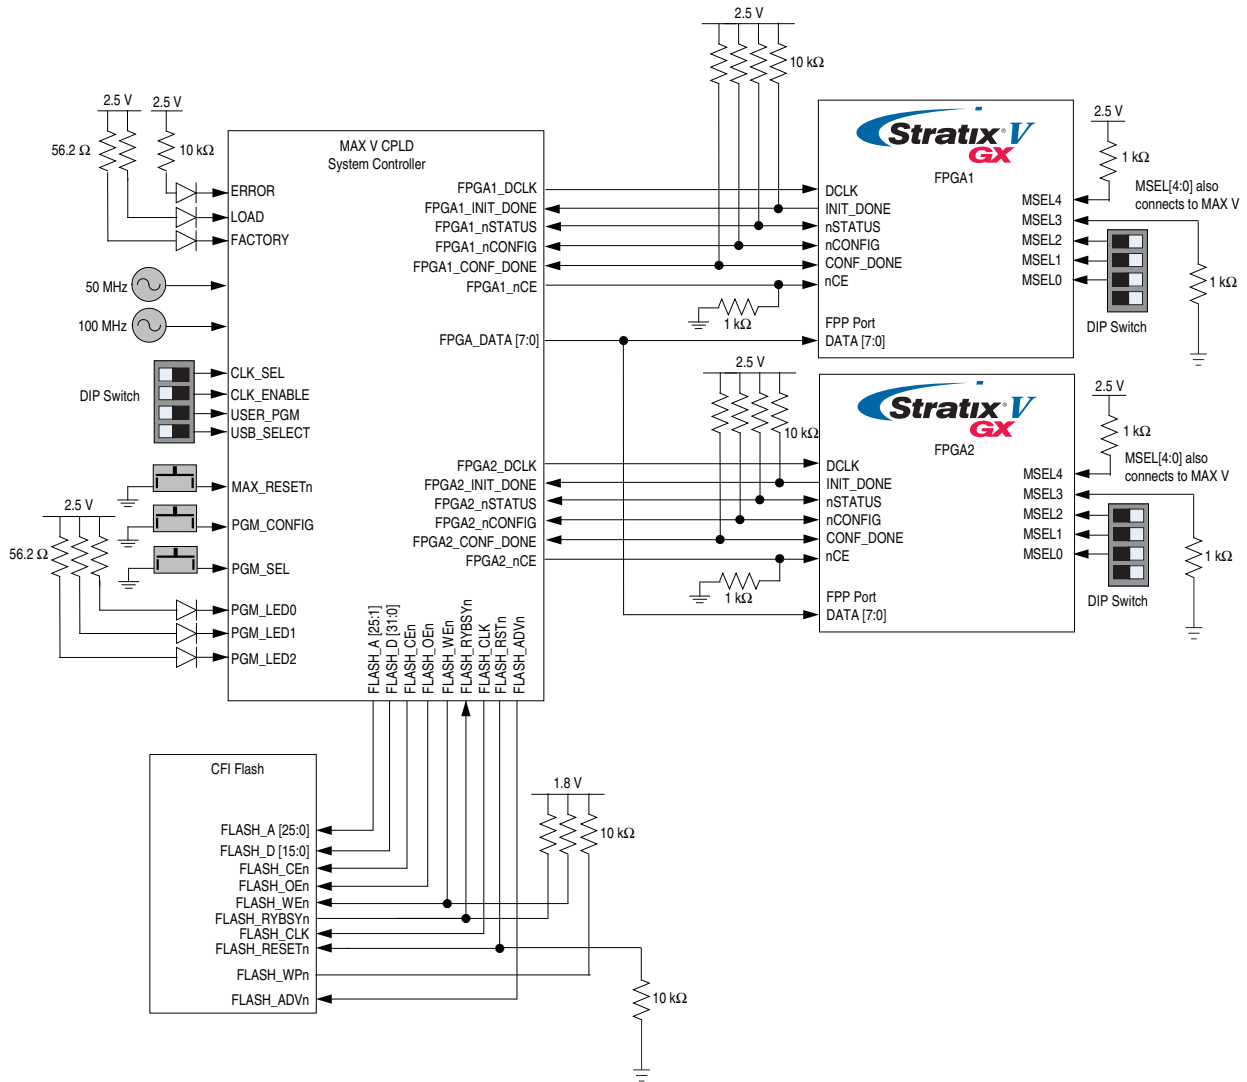 2.5 V
10 kΩ
2.5 V
2.5 V
56.2 Ω
10 kΩ
MAX V CPLD
System Controller
ERROR
LOAD
FACTORY
50 MHz
100 MHz
DIP Switch
CLK_SEL
CLK_ENABLE
USER_PGM
USB_SELECT
MAX_RESETn
PGM_CONFIG
PGM_SEL
2.5 V
56.2 Ω
PGM_LED0
PGM_LED1
PGM_LED2
FPGA1_DCLK
FPGA1_INIT_DONE
FPGA1_nSTATUS
FPGA1_nCONFIG
FPGA1_CONF_DONE
FPGA1_nCE
FPGA_DATA [7:0]
FPGA2_DCLK
FPGA2_INIT_DONE
FPGA2_nSTATUS
FPGA2_nCONFIG
FPGA2_CONF_DONE
FPGA2_nCE
FLASH_A [25:1]
FLASH_D [31:0]
FLASH_CEn
FLASH_OEn
FLASH_WEn
FLASH_RYBSYn
FLASH_CLK
FLASH_RSTn
FLASH_ADVn
1 kΩ
Stratix V
GX
FPGA1
DCLK
INIT_DONE
nSTATUS
nCONFIG
CONF_DONE
nCE
FPP Port
DATA [7:0]
MSEL4
MSEL3
MSEL2
MSEL1
MSEL0
2.5 V
1 kΩ
MSEL[4:0] also
connects to MAX V
1 kΩ
DIP Switch
2.5 V
10 kΩ
1 kΩ
Stratix V
GX
FPGA2
DCLK
INIT_DONE
nSTATUS
nCONFIG
CONF_DONE
nCE
FPP Port
DATA [7:0]
MSEL4
MSEL3
MSEL2
MSEL1
MSEL0
2.5 V
1 kΩ
MSEL[4:0] also
connects to MAX V
1 kΩ
DIP Switch
CFI Flash
FLASH_A [25:0]
FLASH_D [15:0]
FLASH_CEn
FLASH_OEn
FLASH_WEn
FLASH_RYBSYn
FLASH_CLK
FLASH_RESETn
FLASH_WPn
FLASH_ADVn
1.8 V
10 kΩ
10 kΩ